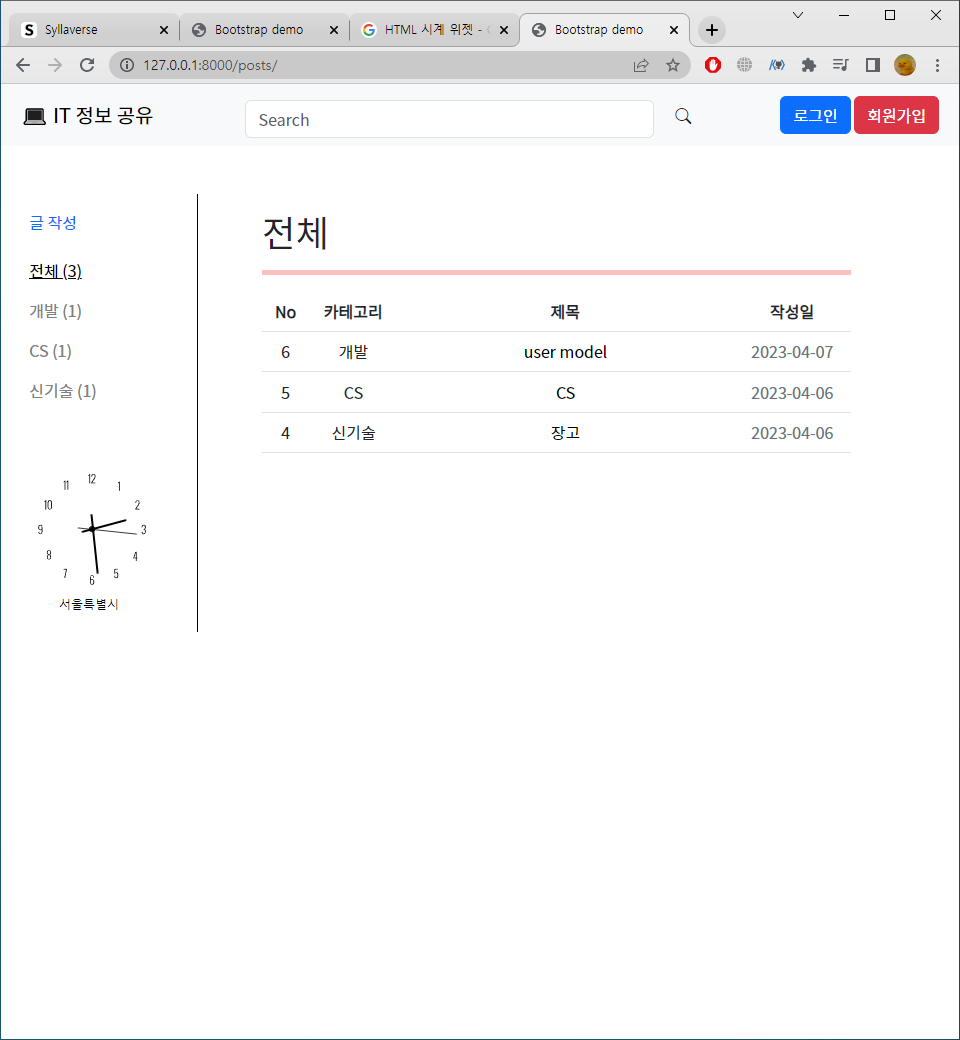 Syllaverse
Bootstrap demo
HTML 시계 위젯 -
Bootstrap demo
127.0.0.1:8000/posts/
IT 정보 공유
Search
로그인
회원가입
글 작성
전체 (3)
개발 (1)
CS (1)
신기술 (1)
12
1
2
3
4
5
6
7
8
9
10
11
서울특별시
전체
No 카테고리 제목 작성일
6 개발 user model 2023-04-07
5 CS CS 2023-04-06
4 신기술 장고 2023-04-06